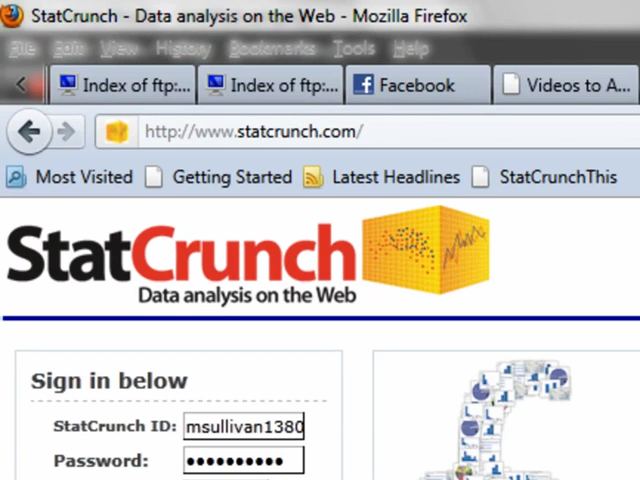 StatCrunch - Data analysis on the Web - Mozilla Firefox
File Edit View History Bookmarks Tools Help
Index of ftp:... Index of ftp:... Facebook Videos to A...
http://www.statcrunch.com/
Most Visited Getting Started Latest Headlines StatCrunchThis
StatCrunch
Data analysis on the Web
Sign in below
StatCrunch ID: msullivan1380
Password: ••••••••••